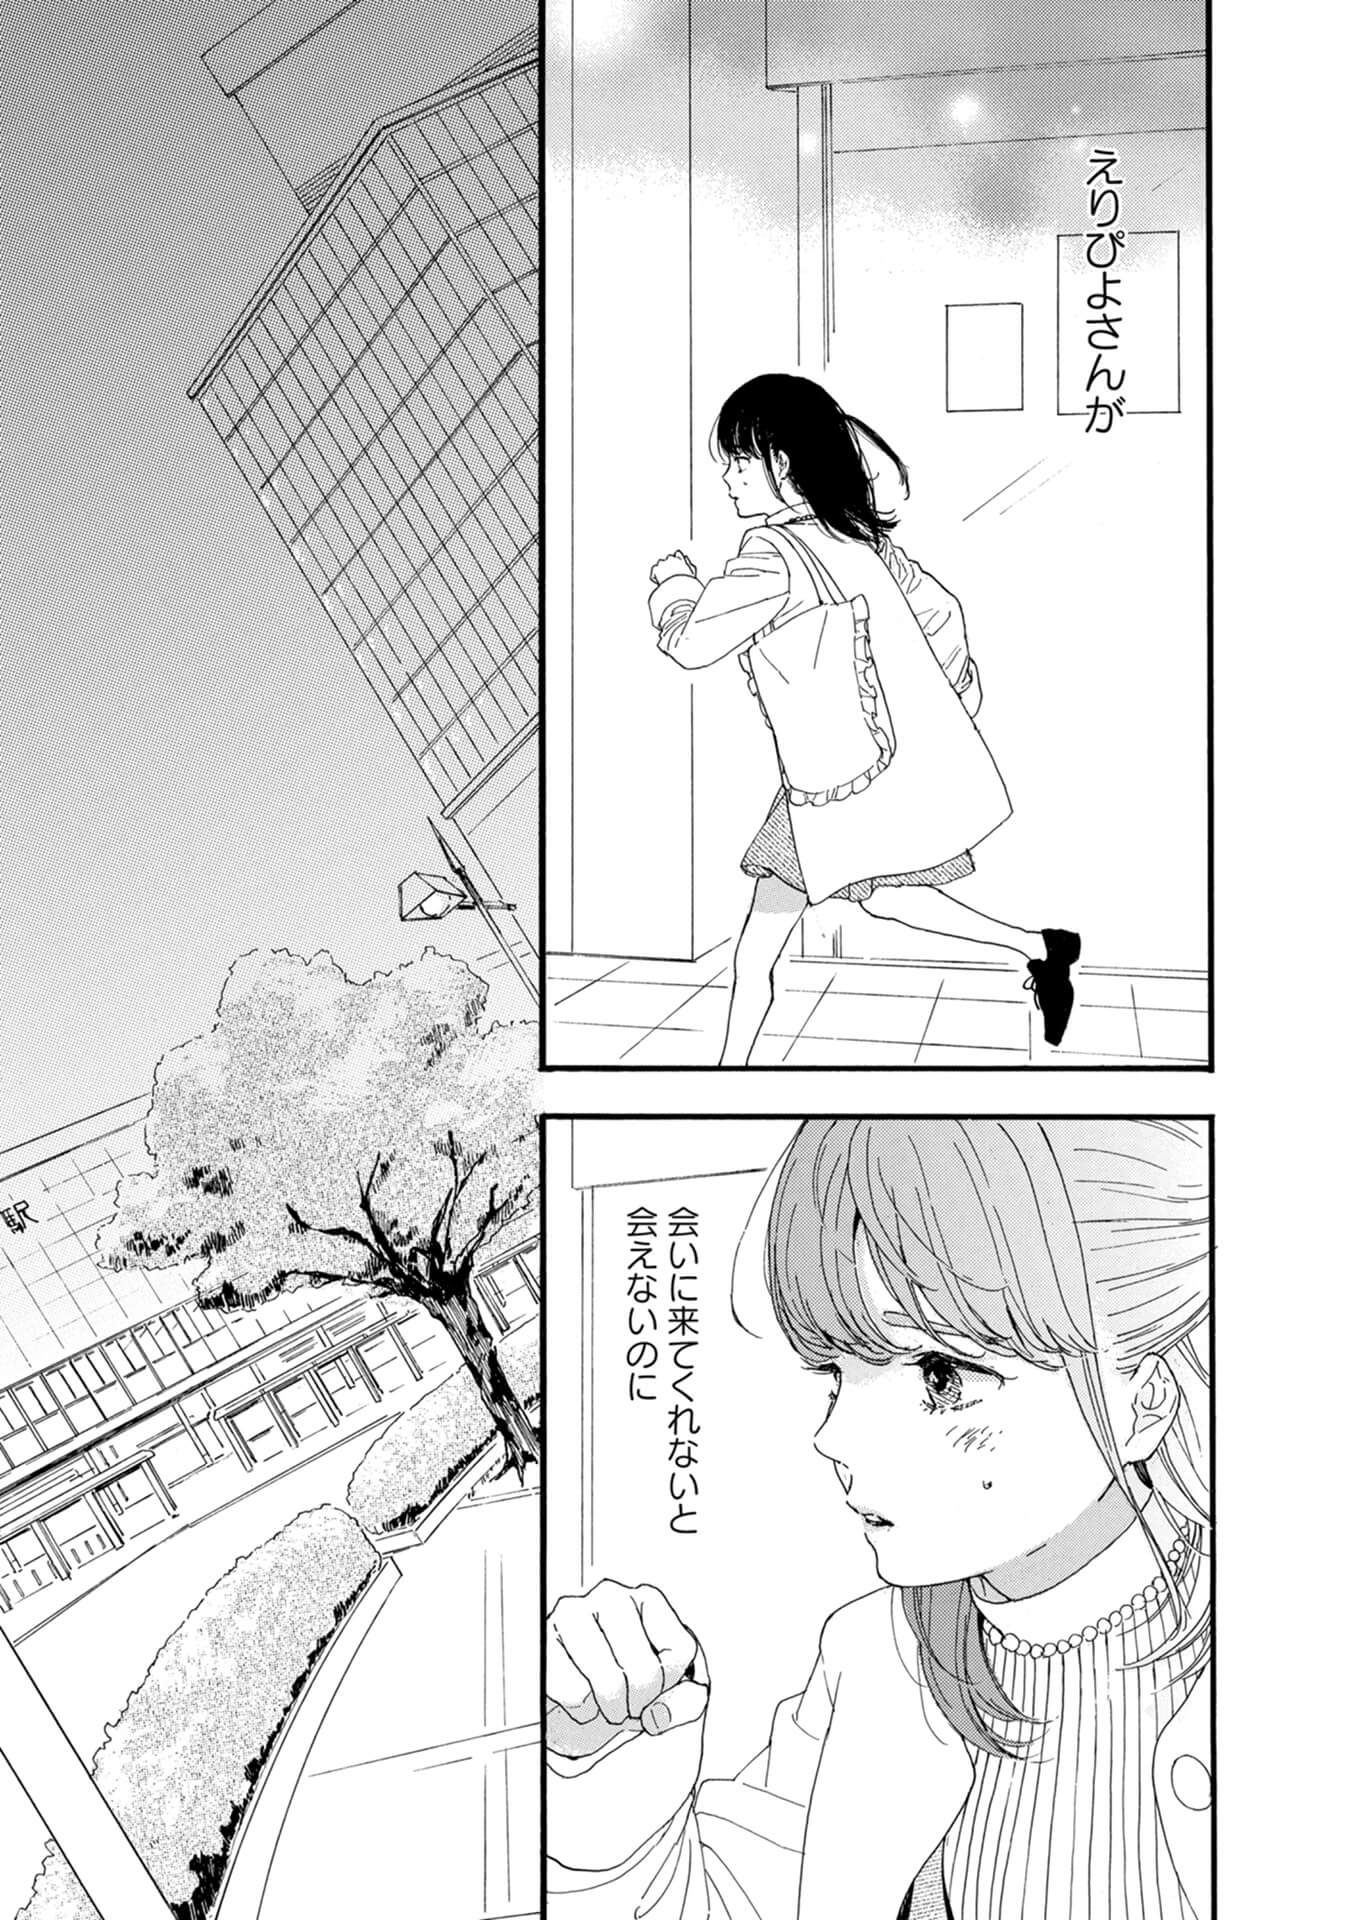 えりぴよさんが
会いに来てくれないと
会えないのに
駅